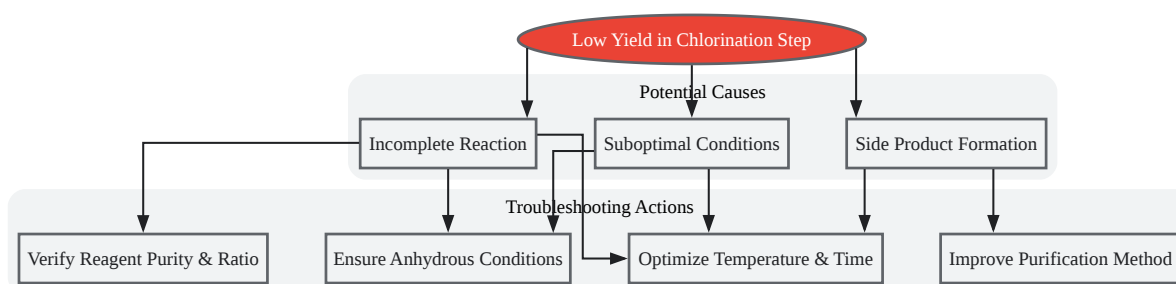 Low Yield in Chlorination Step
Potential Causes
Incomplete Reaction
Suboptimal Conditions
Side Product Formation
Troubleshooting Actions
Verify Reagent Purity & Ratio
Ensure Anhydrous Conditions
Optimize Temperature & Time
Improve Purification Method